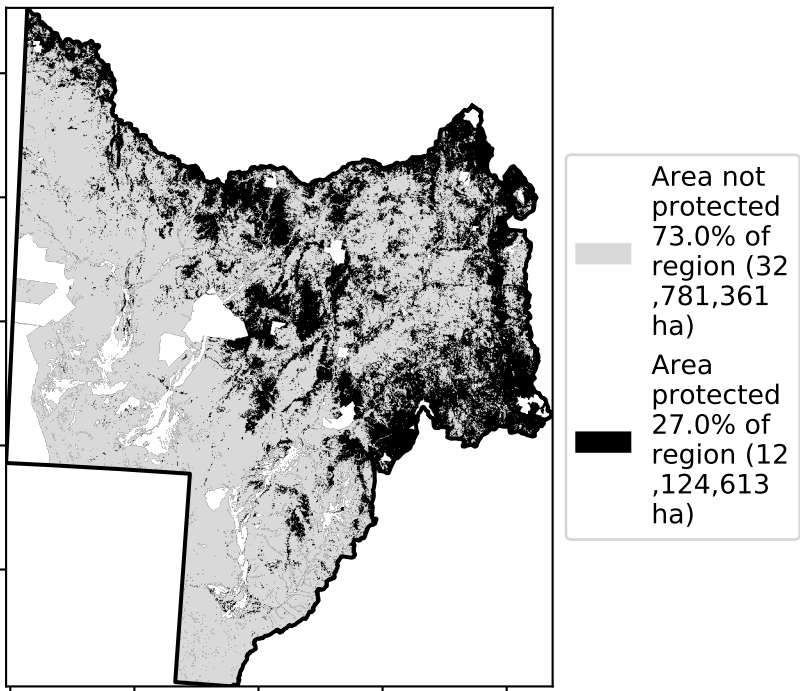 Area not
protected
73.0% of
region (32
,781,361
ha)
Area
protected
27.0% of
region (12
,124,613
ha)